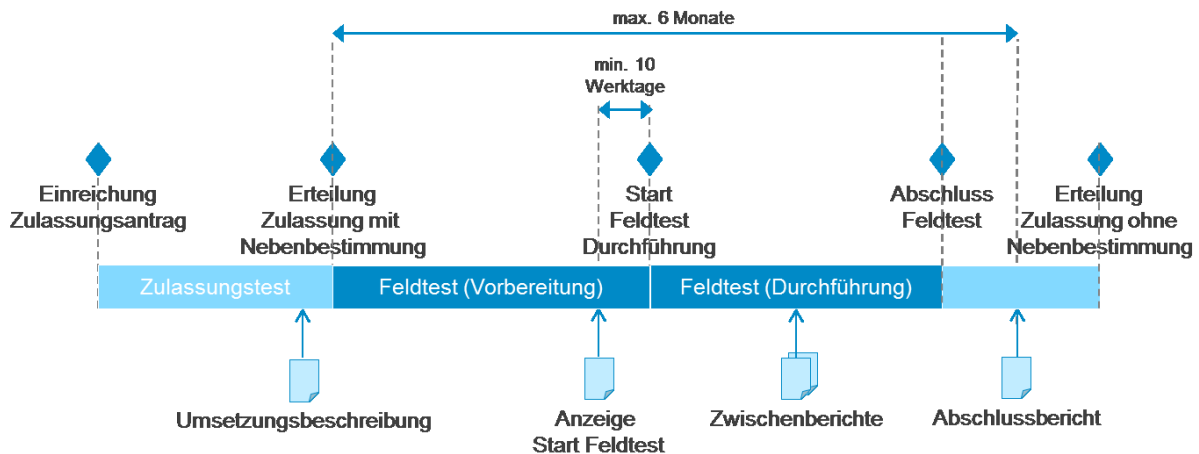 max. 6 Monate
min. 10
Werktage
Einreichung
Zulassungsantrag
Erteilung
Zulassung mit
Nebenbestimmung
Start
Feldtest
Durchführung
Abschluss
Feldtest
Erteilung
Zulassung ohne
Nebenbestimmung
Zulassungstest
Feldtest (Vorbereitung)
Feldtest (Durchführung)
Umsetzungsbeschreibung
Anzeige
Start Feldtest
Zwischenberichte
Abschlussbericht